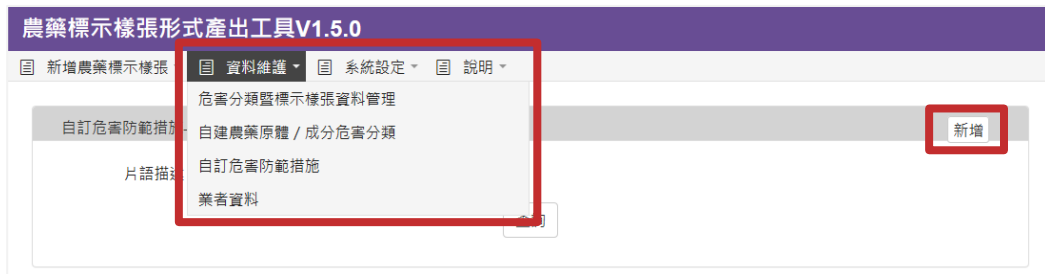 農藥標示樣張形式產出工具V1.5.0
新增農藥標示樣張 資料維護 系統設定 說明
危害分類暨標示樣張資料管理
自訂危害防範措施 新增
自建農藥原體 / 成分危害分類
自訂危害防範措施
片語描述
業者資料
查詢